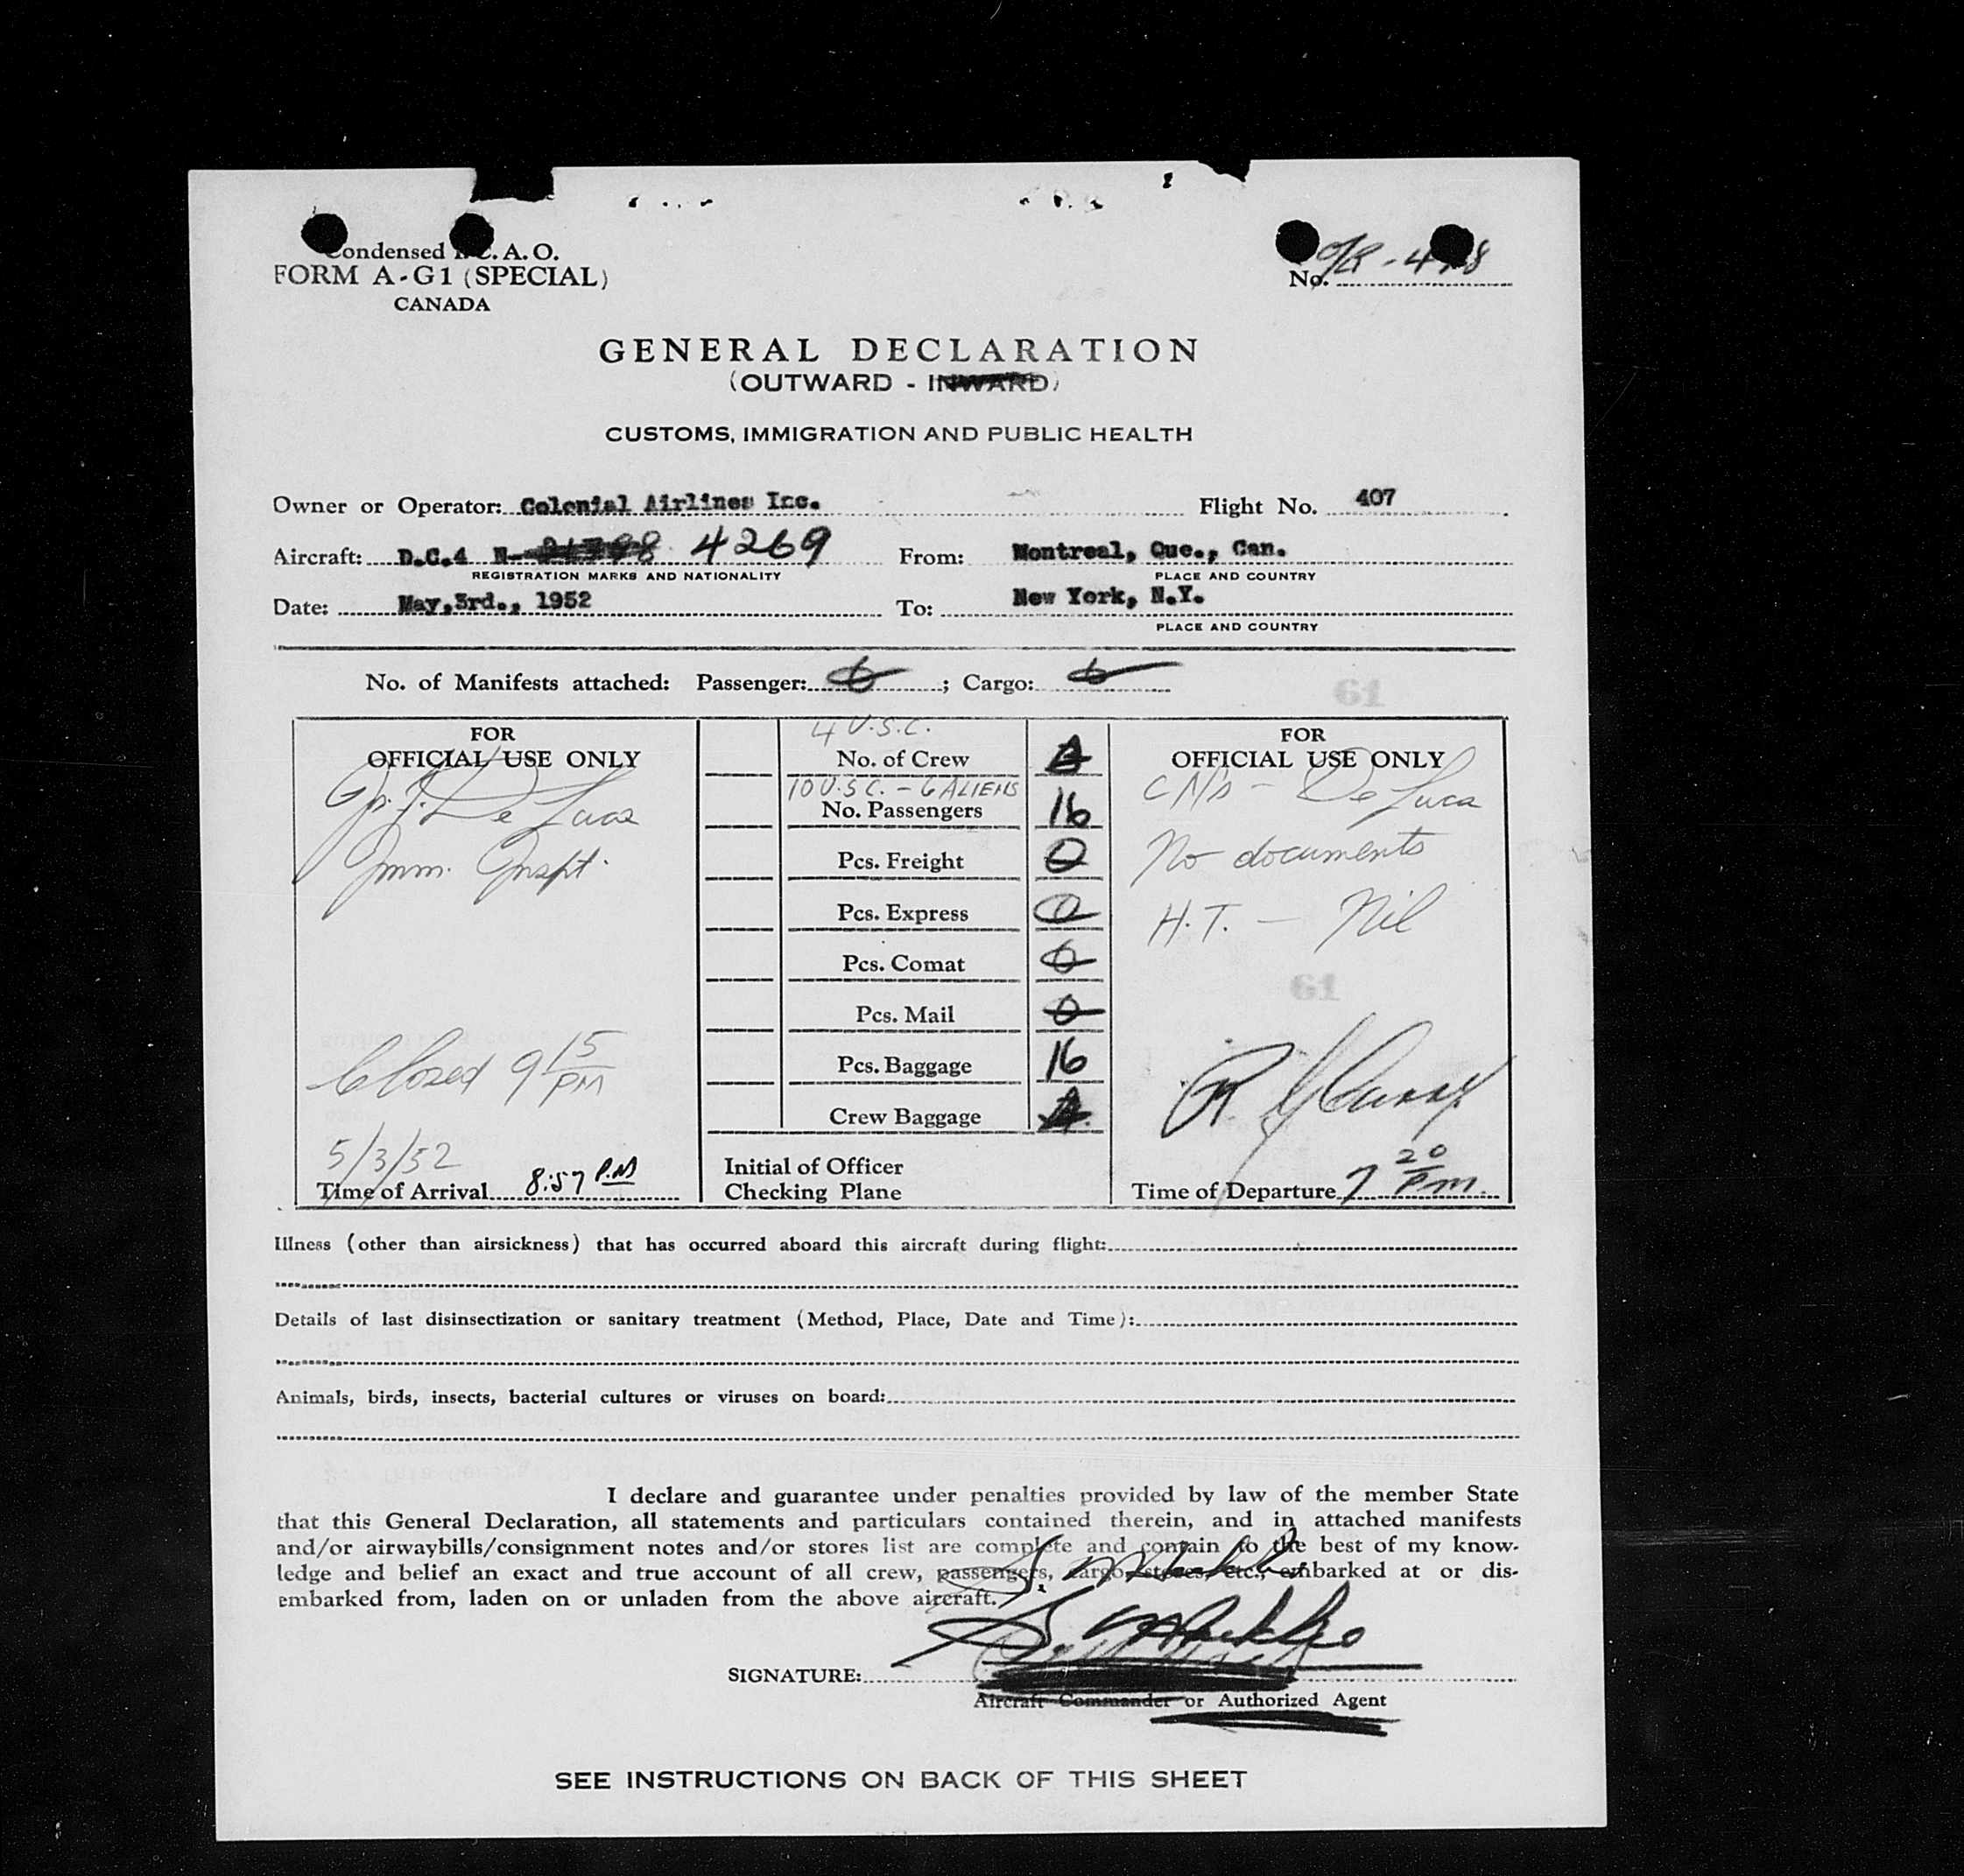 Condensed I.C.A.O.
FORM A-G1 (SPECIAL)
CANADA
No.
GENERAL DECLARATION
(OUTWARD - INWARD)
CUSTOMS, IMMIGRATION AND PUBLIC HEALTH
Owner or Operator: Colonial Airlines Inc. Flight No. 407
Aircraft: D.C.4 N- 4269 From: Montreal, Que., Can.
REGISTRATION MARKS AND NATIONALITY PLACE AND COUNTRY
Date: May,3rd., 1952 To: New York, N.Y.
PLACE AND COUNTRY
No. of Manifests attached: Passenger: ; Cargo:
61
FOR
OFFICIAL USE ONLY
De Luca
Imm. Inspt.
Closed 9 15 PM
5/3/52
Time of Arrival 8:57 P.M
4 U.S.C.
No. of Crew
10 U.S.C. - 6 ALIENS
No. Passengers 16
Pcs. Freight 0
Pcs. Express 0
Pcs. Comat 0
Pcs. Mail 0
Pcs. Baggage 16
Crew Baggage
Initial of Officer
Checking Plane
FOR
OFFICIAL USE ONLY
- De Luca
No documents
H.T. - Nil
61
Time of Departure 7 20 Pm
Illness (other than airsickness) that has occurred aboard this aircraft during flight:
Details of last disinsectization or sanitary treatment (Method, Place, Date and Time):
Animals, birds, insects, bacterial cultures or viruses on board:
I declare and guarantee under penalties provided by law of the member State
that this General Declaration, all statements and particulars contained therein, and in attached manifests
and/or airwaybills/consignment notes and/or stores list are complete and contain to the best of my know-
ledge and belief an exact and true account of all crew, passengers, cargo, stores, etc., embarked at or dis-
embarked from, laden on or unladen from the above aircraft.
SIGNATURE:
Aircraft Commander or Authorized Agent
SEE INSTRUCTIONS ON BACK OF THIS SHEET